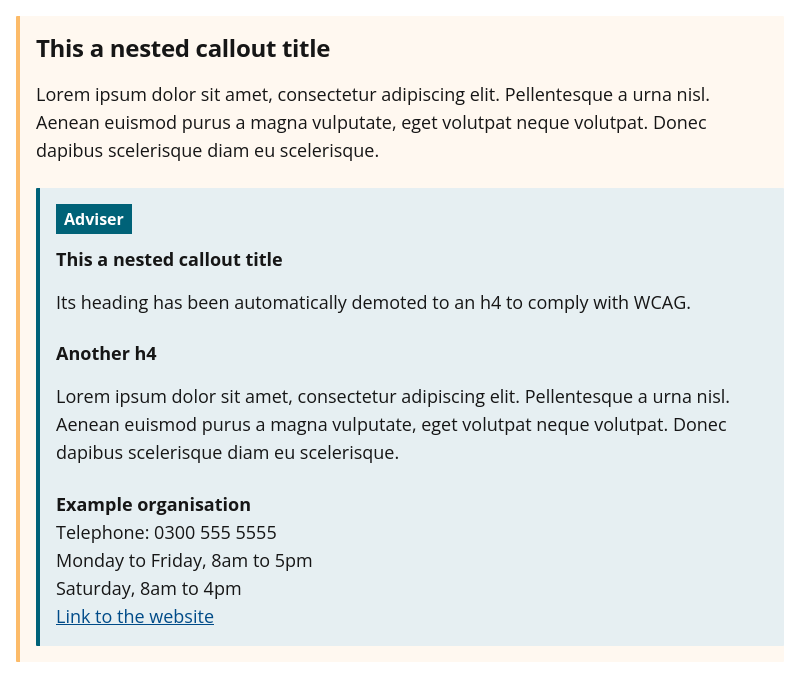 This a nested callout title
Lorem ipsum dolor sit amet, consectetur adipiscing elit. Pellentesque a urna nisl.
Aenean euismod purus a magna vulputate, eget volutpat neque volutpat. Donec
dapibus scelerisque diam eu scelerisque.
Adviser
This a nested callout title
Its heading has been automatically demoted to an h4 to comply with WCAG.
Another h4
Lorem ipsum dolor sit amet, consectetur adipiscing elit. Pellentesque a urna nisl.
Aenean euismod purus a magna vulputate, eget volutpat neque volutpat. Donec
dapibus scelerisque diam eu scelerisque.
Example organisation
Telephone: 0300 555 5555
Monday to Friday, 8am to 5pm
Saturday, 8am to 4pm
Link to the website